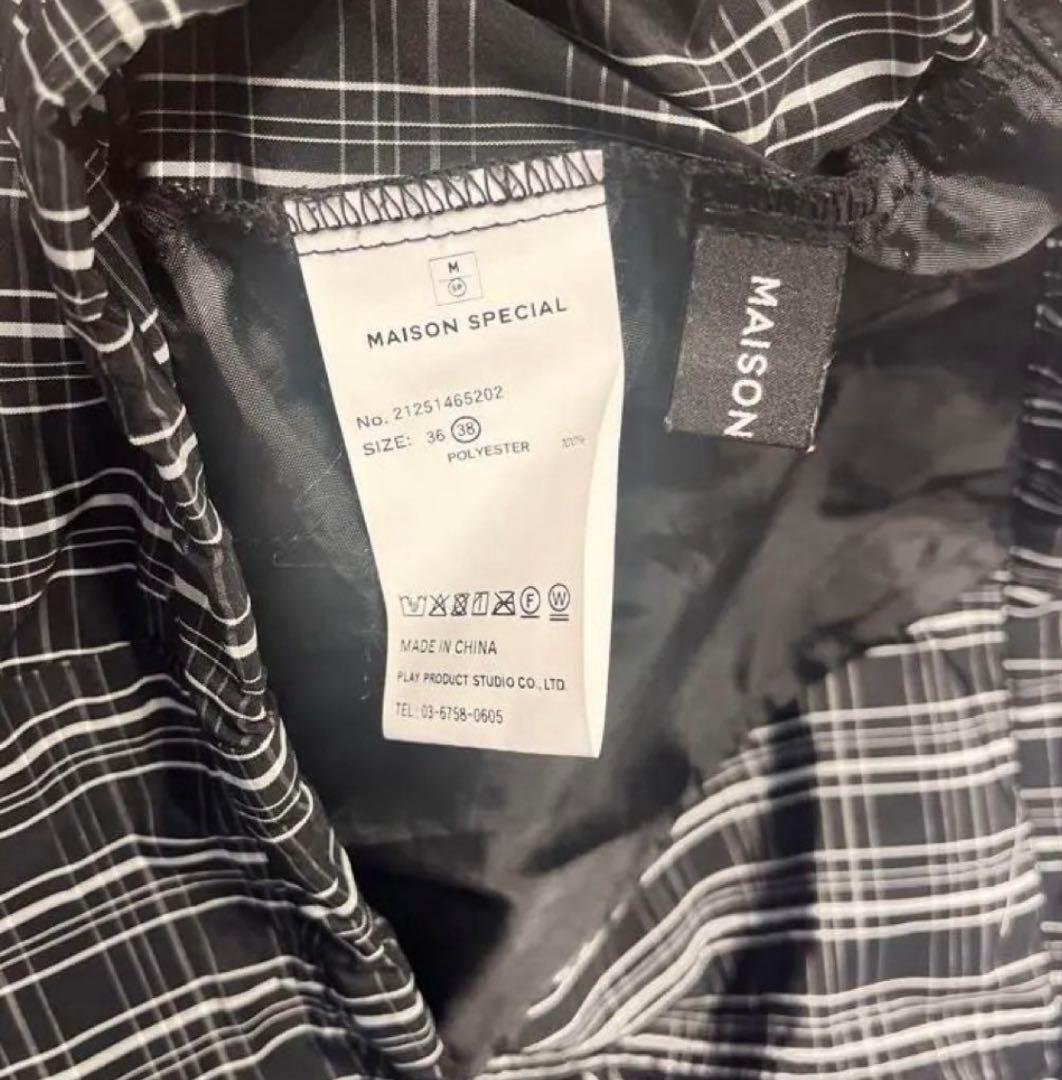 M
SP
MAISON SPECIAL
No. 21251465202
SIZE: 36 38
POLYESTER 100%
F W
MADE IN CHINA
PLAY PRODUCT STUDIO CO., LTD.
TEL : 03-6758-0605
MAISON